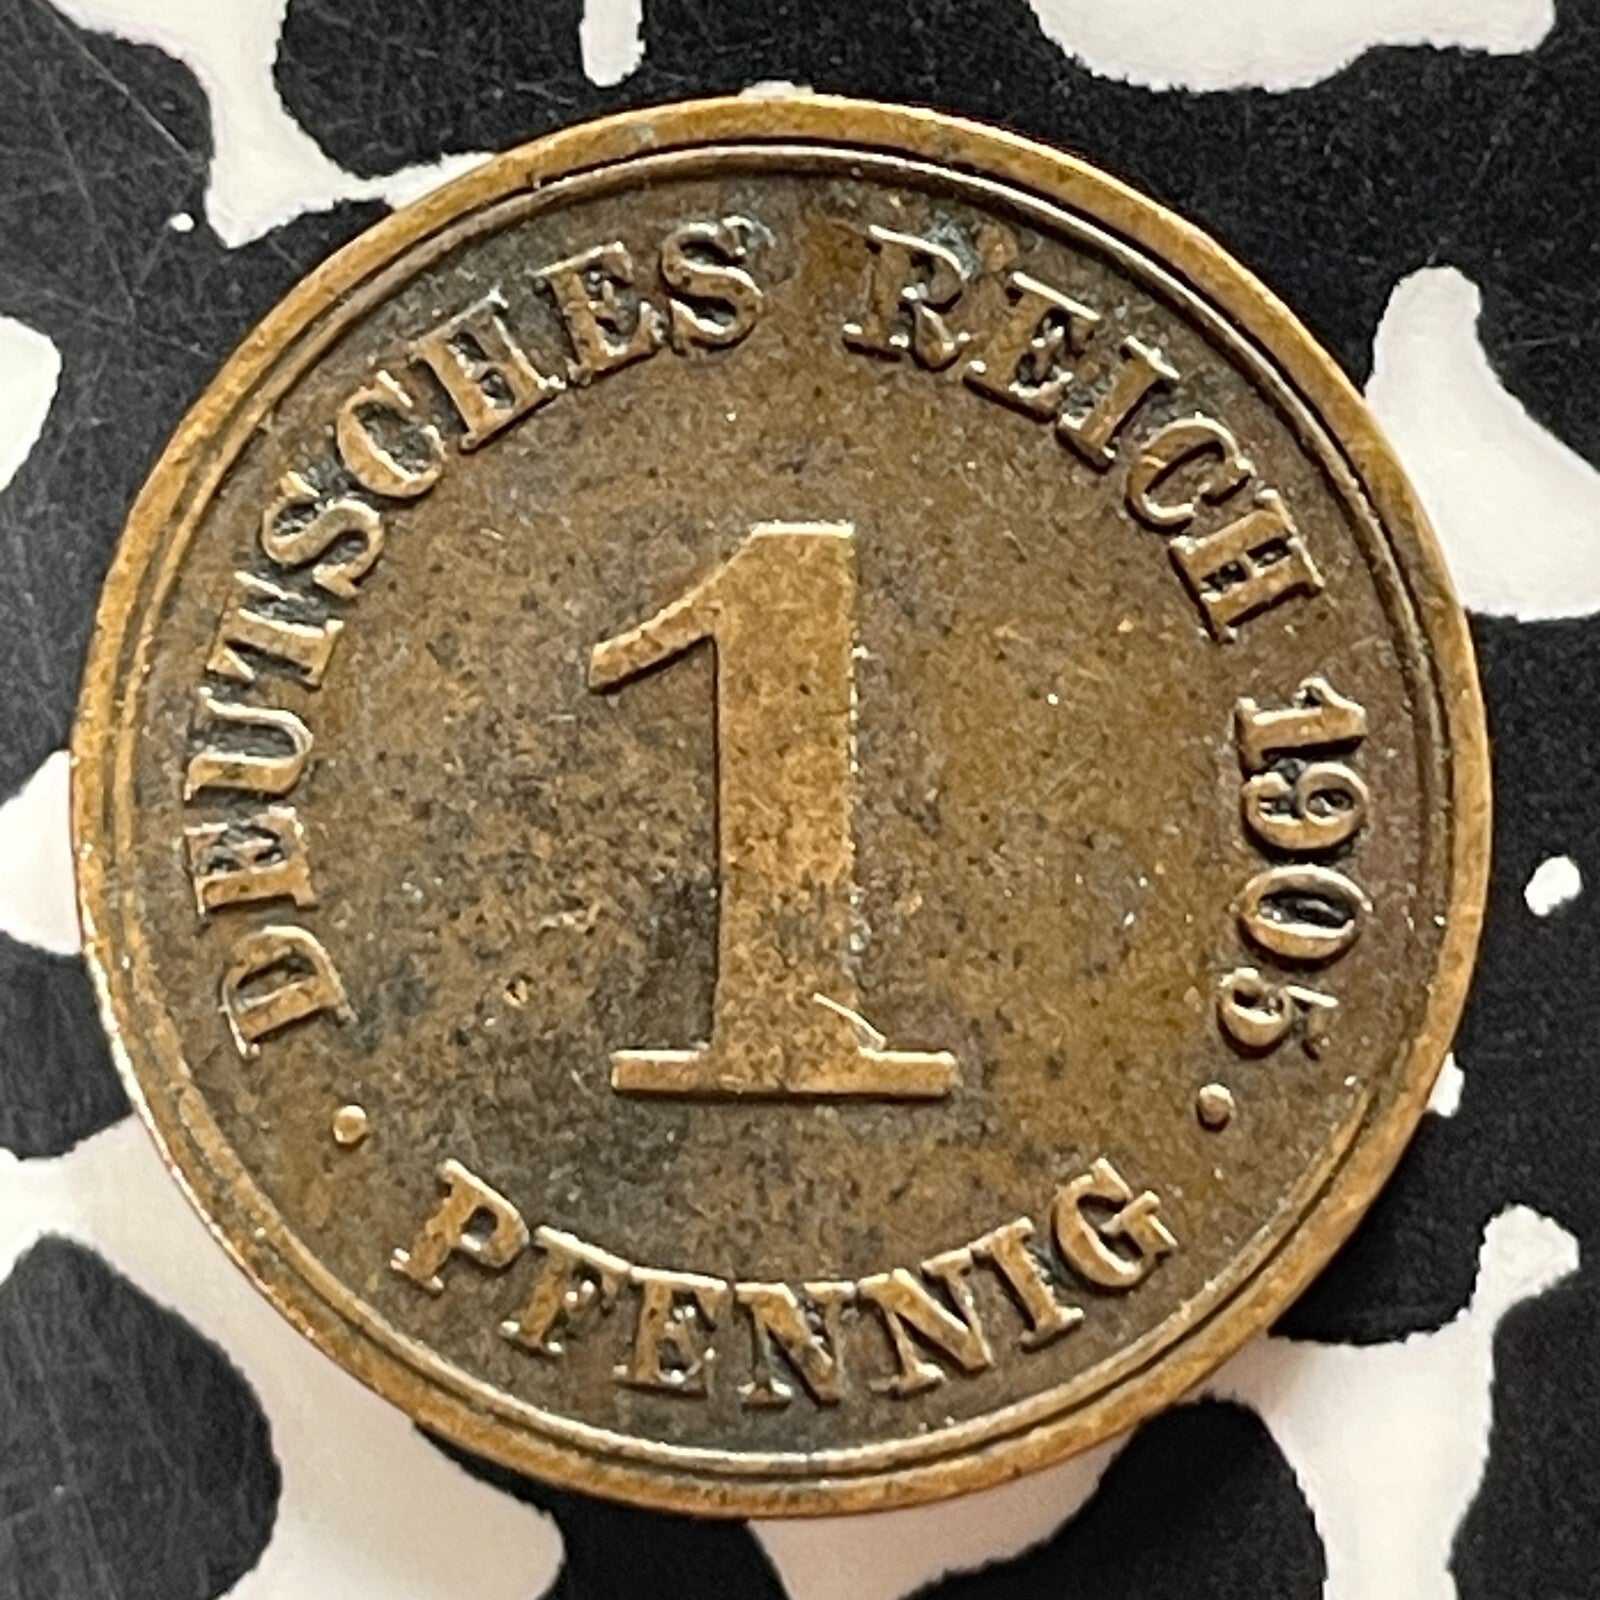 DEUTSCHES REICH 1905
1
• PFENNIG •